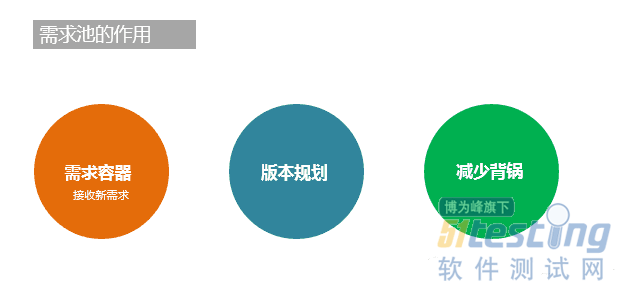 需求池的作用
需求容器
接收新需求
版本规划
减少背锅
博为峰旗下
51testing
软件测试网